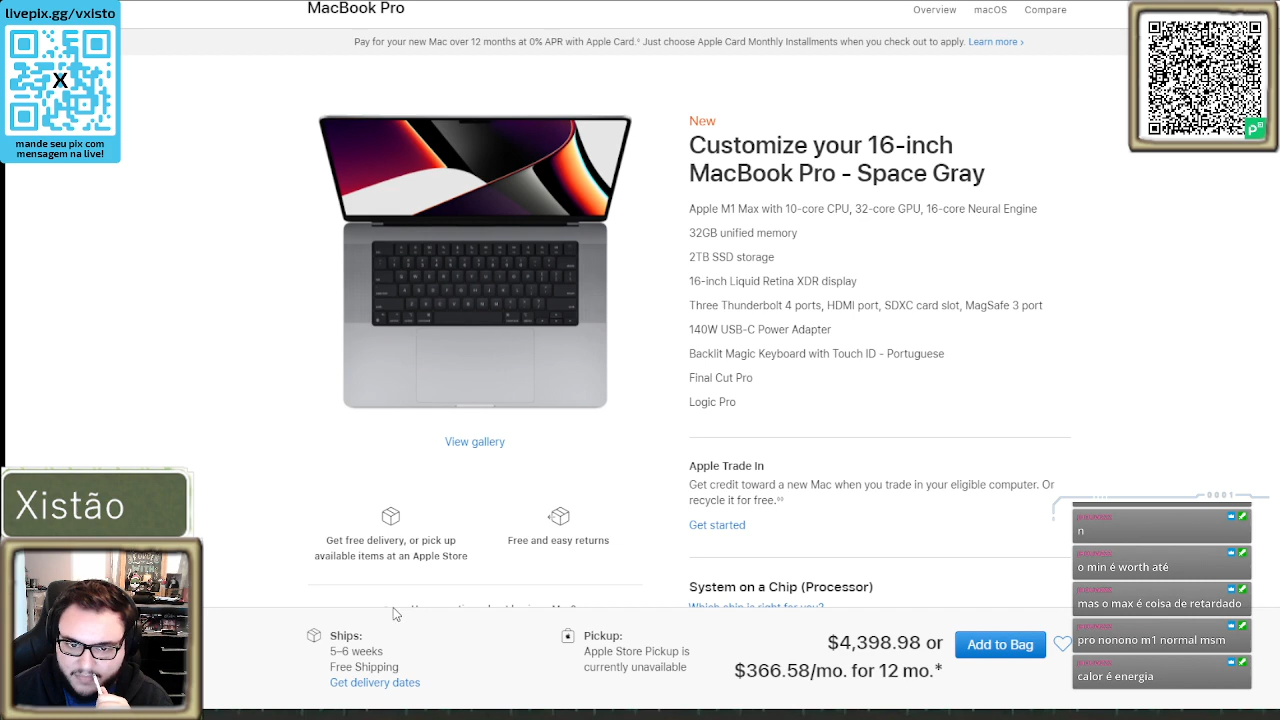 livepix.gg/vxisto
X
mande seu pix com
mensagem na live!
MacBook Pro
Overview
macOS
Compare
Pay for your new Mac over 12 months at 0% APR with Apple Card.◊ Just choose Apple Card Monthly Installments when you check out to apply. Learn more ›
New
Customize your 16-inch
MacBook Pro - Space Gray
Apple M1 Max with 10-core CPU, 32-core GPU, 16-core Neural Engine
32GB unified memory
2TB SSD storage
16-inch Liquid Retina XDR display
Three Thunderbolt 4 ports, HDMI port, SDXC card slot, MagSafe 3 port
140W USB-C Power Adapter
Backlit Magic Keyboard with Touch ID - Portuguese
Final Cut Pro
Logic Pro
View gallery
Apple Trade In
Get credit toward a new Mac when you trade in your eligible computer. Or
recycle it for free.◊◊
Get started
Get free delivery, or pick up
available items at an Apple Store
Free and easy returns
System on a Chip (Processor)
Which chip is right for you?
Ships:
5-6 weeks
Free Shipping
Get delivery dates
Pickup:
Apple Store Pickup is
currently unavailable
$4,398.98 or
$366.58/mo. for 12 mo.*
Add to Bag
Xistão
0001
n
o min é worth até
mas o max é coisa de retardado
pro nonono m1 normal msm
calor é energia